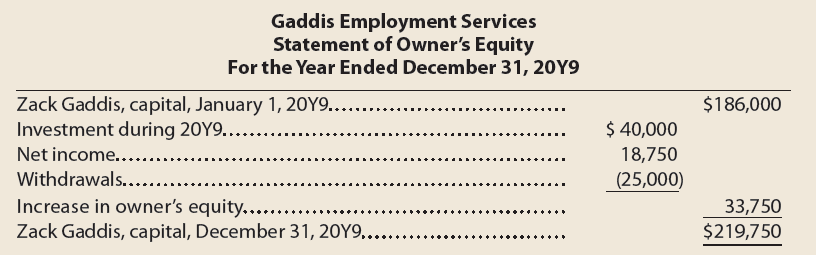 Gaddis Employment Services
Statement of Owner's Equity
For the Year Ended December 31, 20Y9
Zack Gaddis, capital, January 1, 20Y9............................................ $186,000
Investment during 20Y9............................................ $ 40,000
Net income............................................ 18,750
Withdrawals............................................ (25,000)
Increase in owner's equity............................................ 33,750
Zack Gaddis, capital, December 31, 20Y9............................................ $219,750